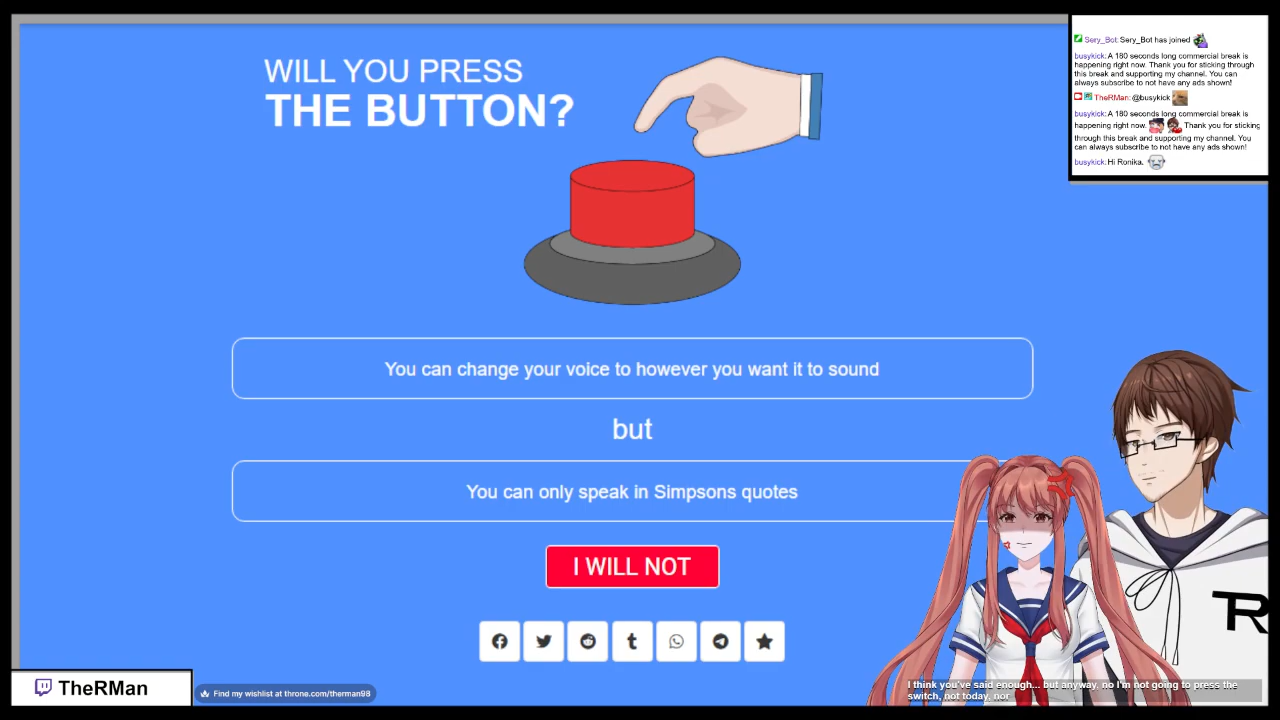 WILL YOU PRESS
THE BUTTON?
Sery_Bot: Sery_Bot has joined
busykick: A 180 seconds long commercial break is
happening right now. Thank you for sticking through
this break and supporting my channel. You can
always subscribe to not have any ads shown!
TheRMan: @busykick
busykick: A 180 seconds long commercial break is
happening right now. Thank you for sticking
through this break and supporting my channel. You
can always subscribe to not have any ads shown!
busykick: Hi Ronika.
You can change your voice to however you want it to sound
but
You can only speak in Simpsons quotes
I WILL NOT
TR
TheRMan
Find my wishlist at throne.com/therman98
I think you've said enough... but anyway, no I'm not going to press the
switch, not today, nor